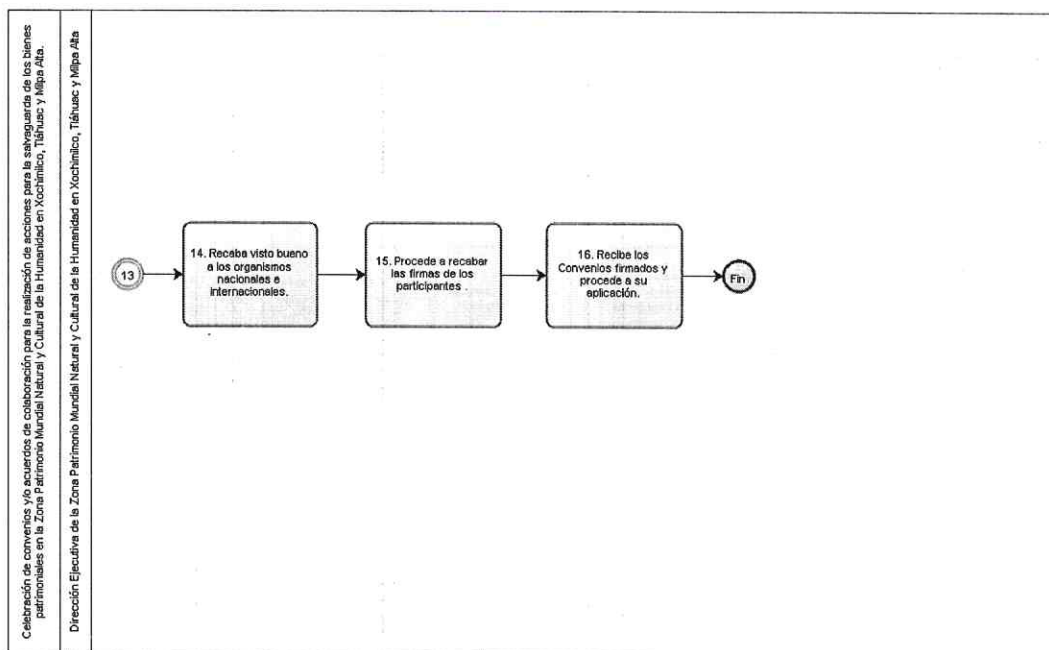 Celebración de convenios y/o acuerdos de colaboración para la realización de acciones para la salvaguarda de los bienes
patrimoniales en la Zona Patrimonio Mundial Natural y Cultural de la Humanidad en Xochimilco, Tláhuac y Milpa Alta.
Dirección Ejecutiva de la Zona Patrimonio Mundial Natural y Cultural de la Humanidad en Xochimilco, Tláhuac y Milpa Alta
13
14. Recaba visto bueno
a los organismos
nacionales e
internacionales.
15. Procede a recabar
las firmas de los
participantes .
16. Recibe los
Convenios firmados y
procede a su
aplicación.
Fin